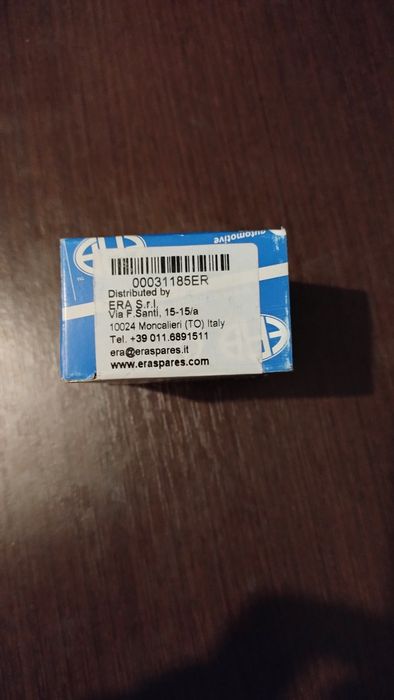 automotive
00031185ER
Distributed by
ERA S.r.l.
Via F.Santi, 15-15/a
10024 Moncalieri (TO) Italy
Tel. +39 011.6891511
era@eraspares.it
www.eraspares.com